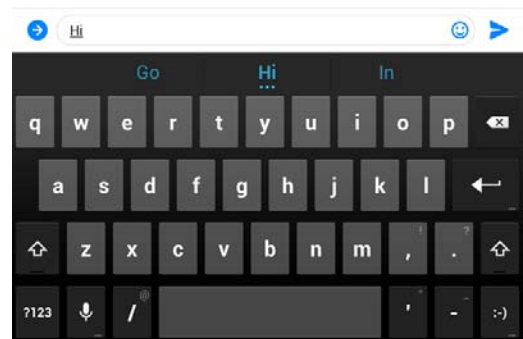 Hi
Go Hi In
q w e r t y u i o p
a s d f g h j k l
z x c v b n m , ! . ?
?123 / @ ' " - _ :-)